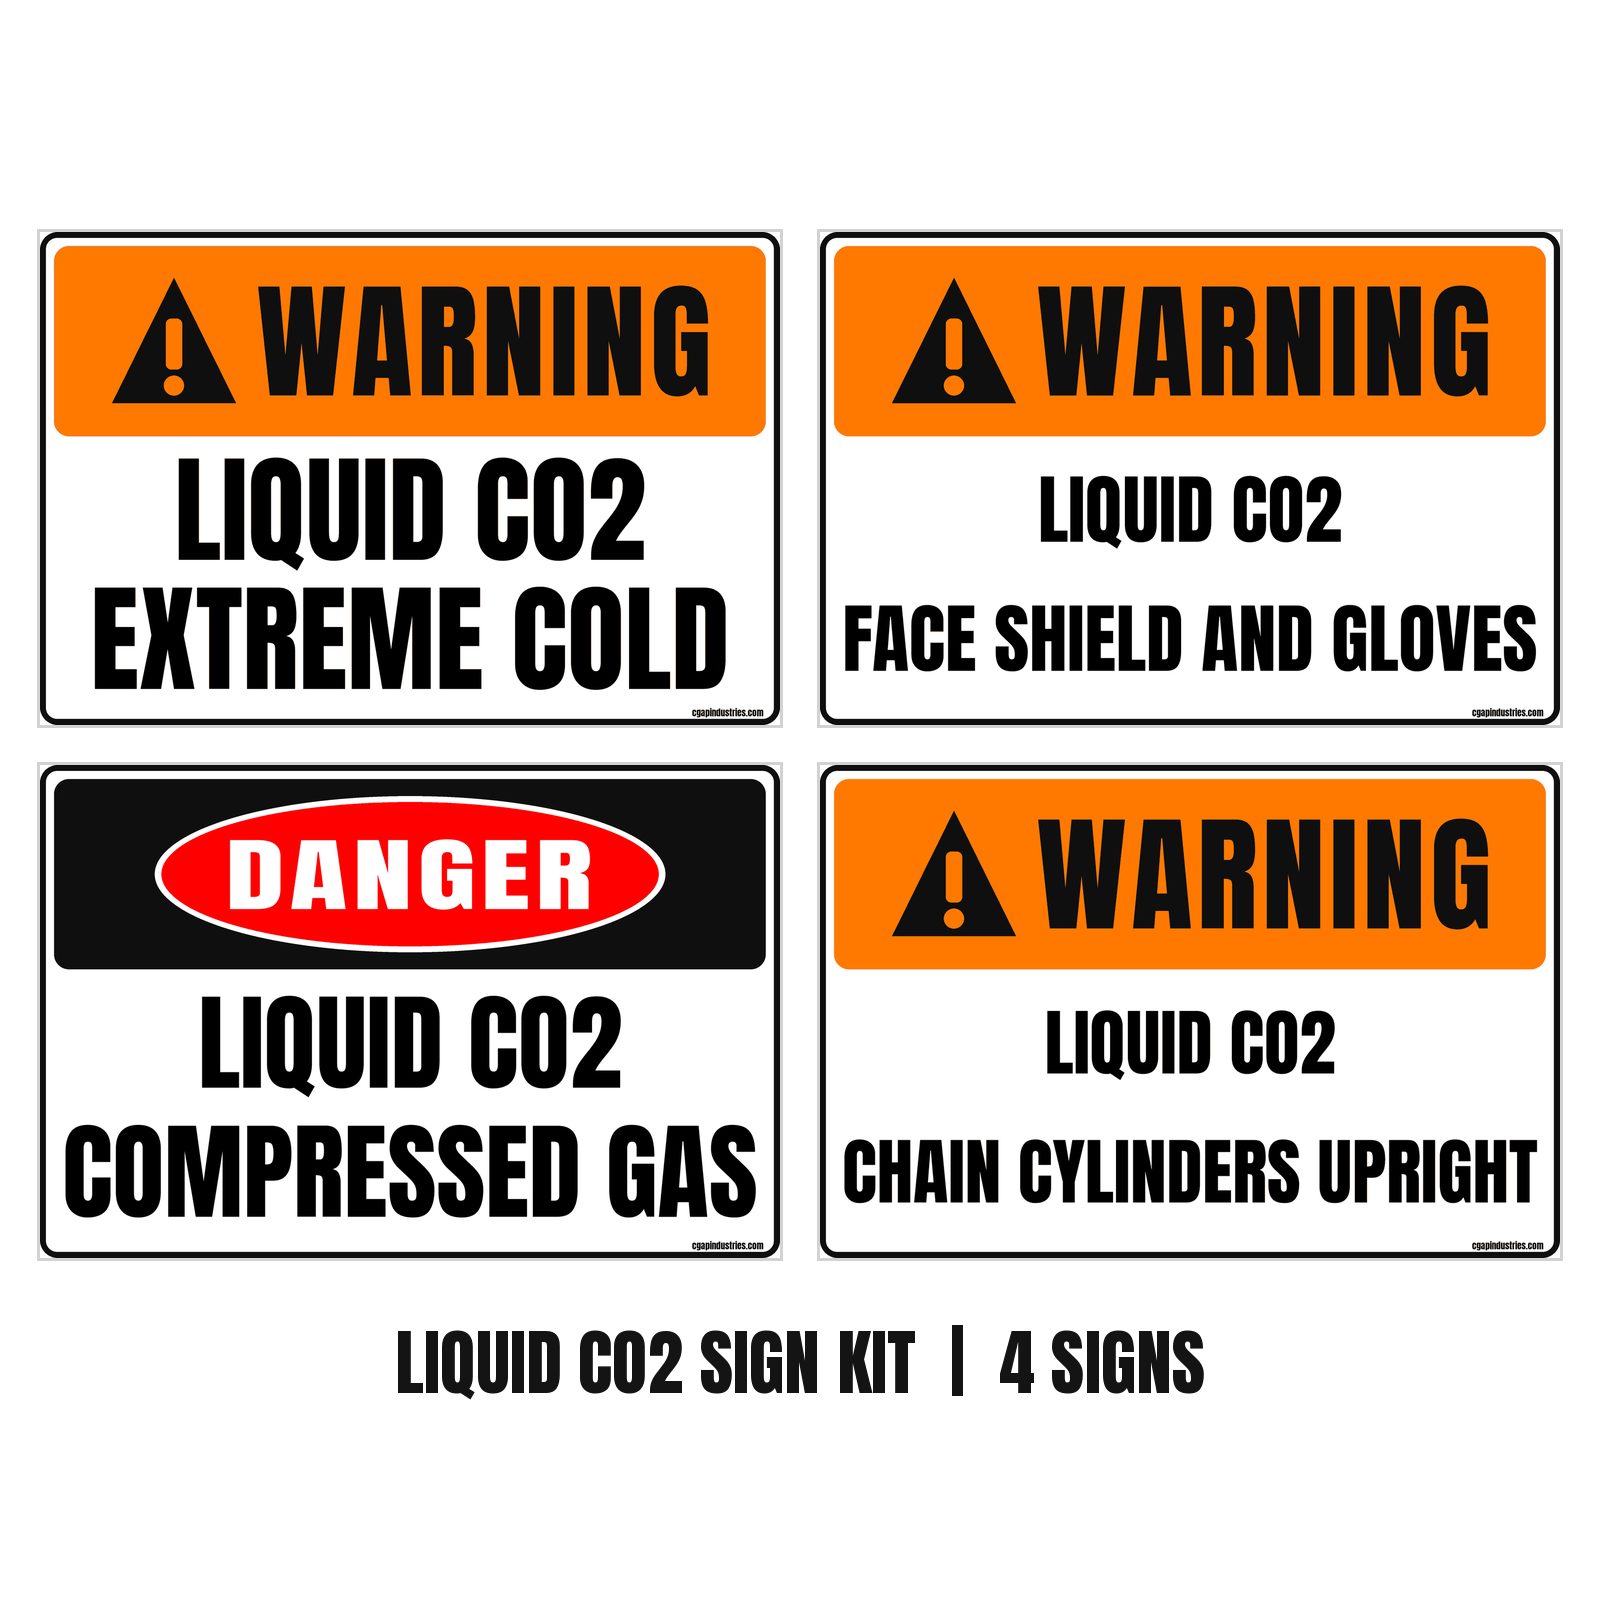 WARNING
LIQUID CO2
EXTREME COLD
cgapindustries.com
WARNING
LIQUID CO2
FACE SHIELD AND GLOVES
cgapindustries.com
DANGER
LIQUID CO2
COMPRESSED GAS
cgapindustries.com
WARNING
LIQUID CO2
CHAIN CYLINDERS UPRIGHT
cgapindustries.com
LIQUID CO2 SIGN KIT | 4 SIGNS